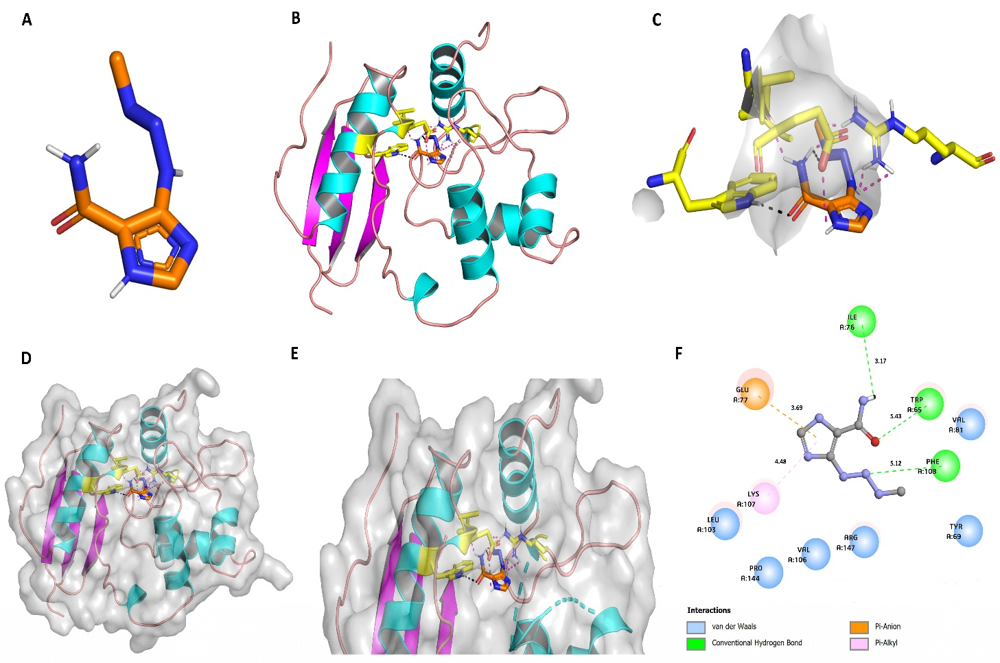 A
B
C
D
E
F
ILE
A:76
3.17
GLU
A:77
3.69
TRP
A:65
5.43
VAL
A:81
4.48
5.12
PHE
A:108
LYS
A:107
LEU
A:103
ARG
A:147
TYR
A:69
VAL
A:106
PRO
A:144
Interactions
van der Waals
Conventional Hydrogen Bond
Pi-Anion
Pi-Alkyl